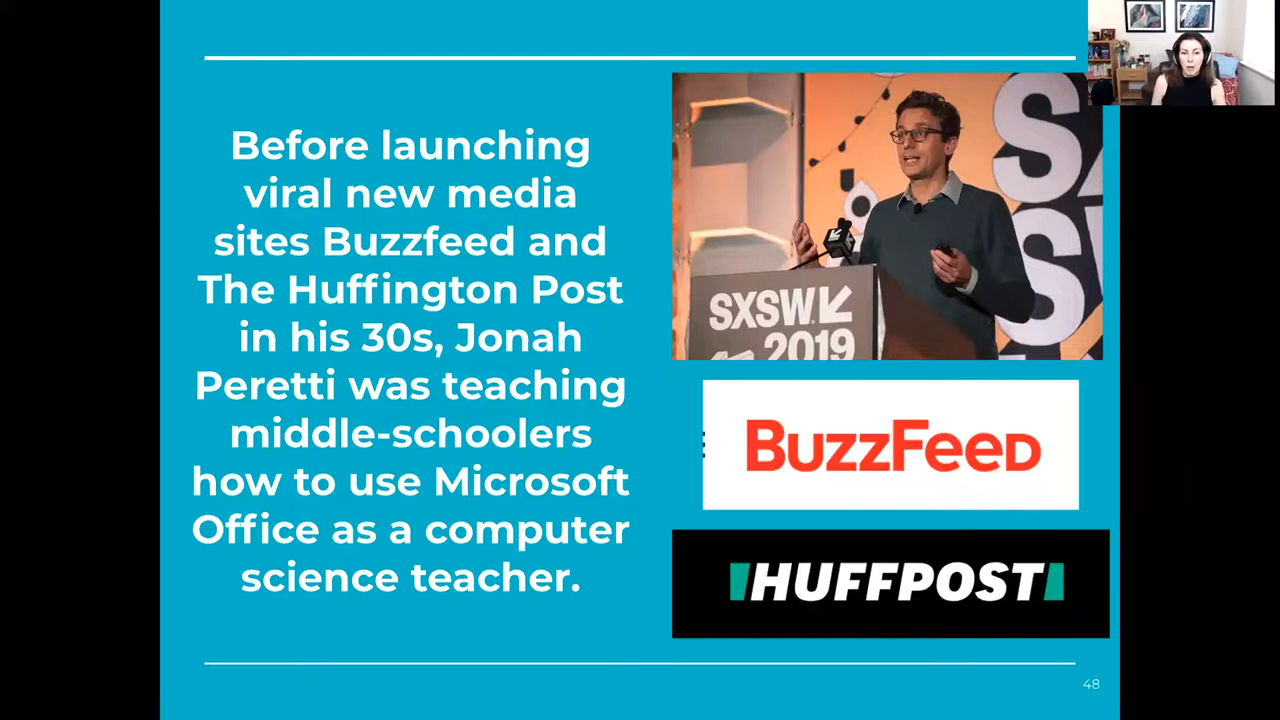 Before launching
viral new media
sites Buzzfeed and
The Huffington Post
in his 30s, Jonah
Peretti was teaching
middle-schoolers
how to use Microsoft
Office as a computer
science teacher.
SXSW
2019
BuzzFeed
HUFFPOST
48